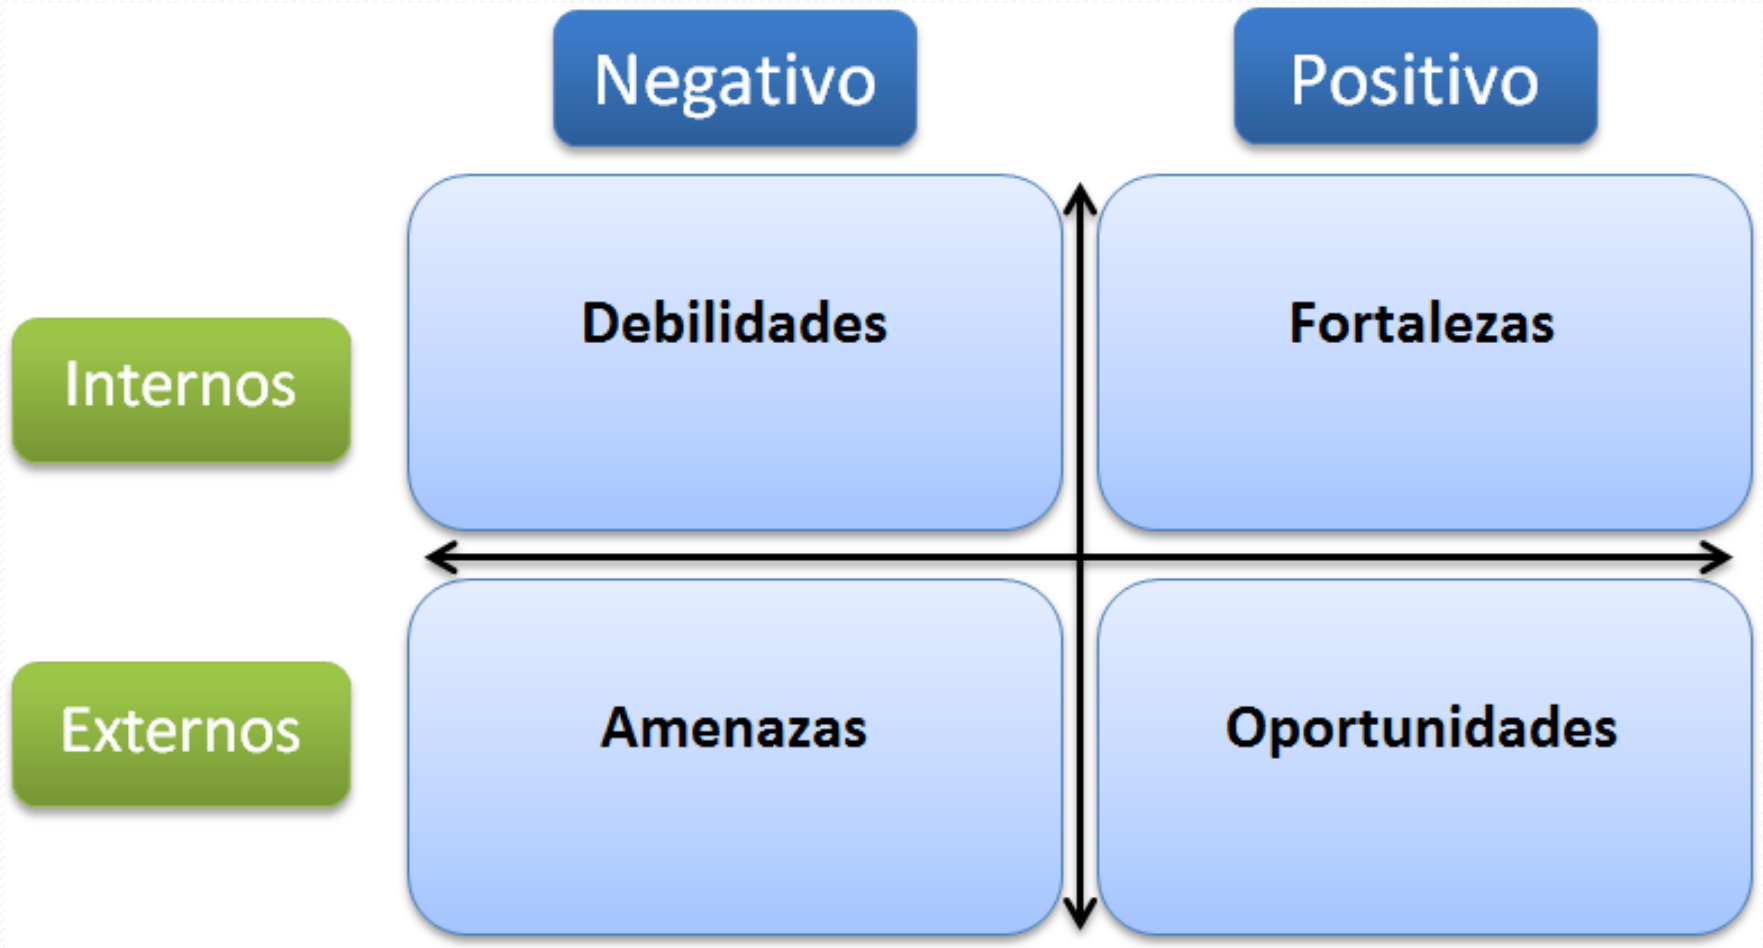 Negativo
Positivo
Internos
Debilidades
Fortalezas
Externos
Amenazas
Oportunidades